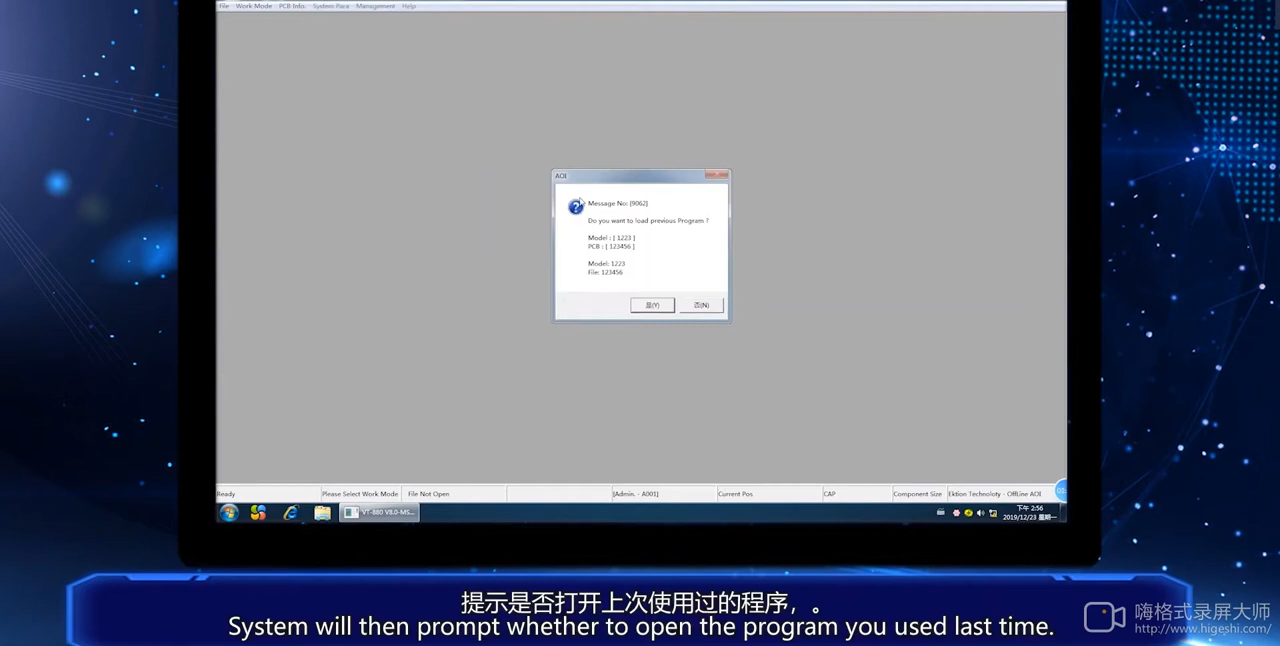 File Work Mode PCB Info. System Para Management Help
AOI
Message No: [9062]
Do you want to load previous Program ?
Model : [ 1223 ]
PCB : [ 123456 ]
Model: 1223
File: 123456
是(Y) 否(N)
Ready Please Select Work Mode File Not Open [Admin. - A001] Current Pos CAP Component Size Ektion Technoloty - OffLine AOI
VT-880 V8.0-MS...
下午 2:56
2019/12/23 星期一
提示是否打开上次使用过的程序，。
System will then prompt whether to open the program you used last time.
嗨格式录屏大师
http://www.higeshi.com/